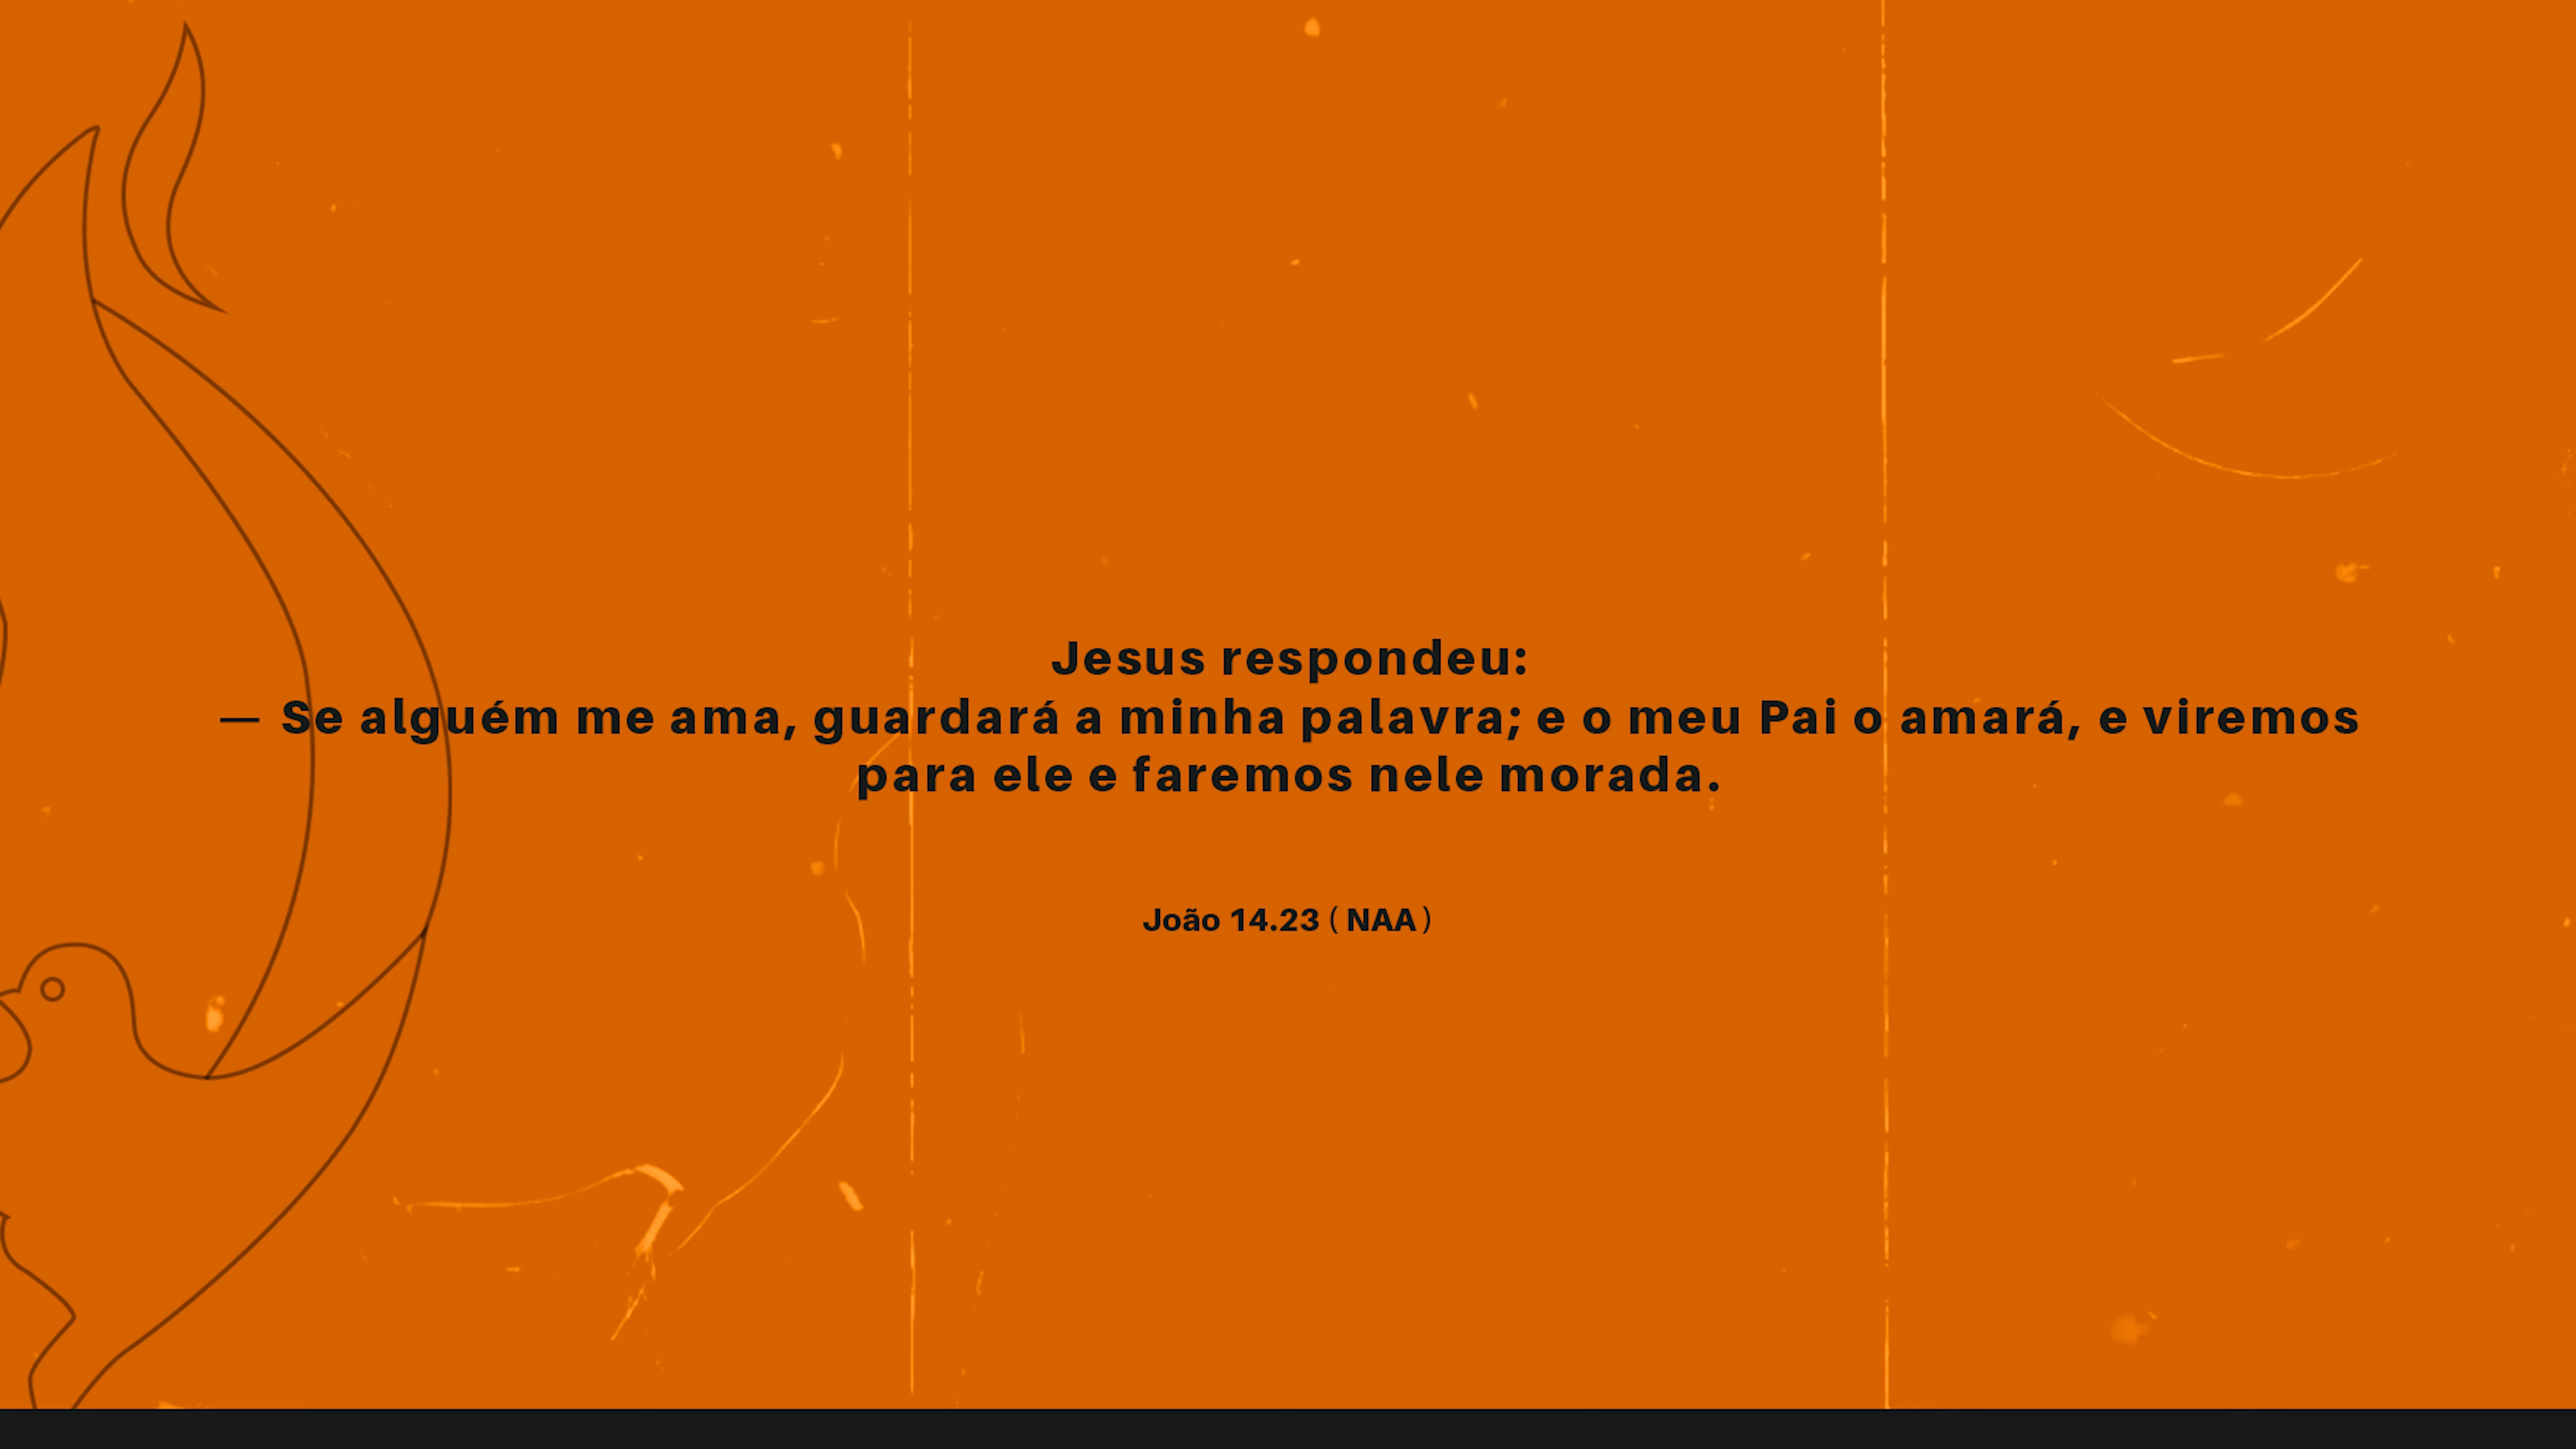 Jesus respondeu:
— Se alguém me ama, guardará a minha palavra; e o meu Pai o amará, e viremos
para ele e faremos nele morada.
João 14.23 ( NAA )